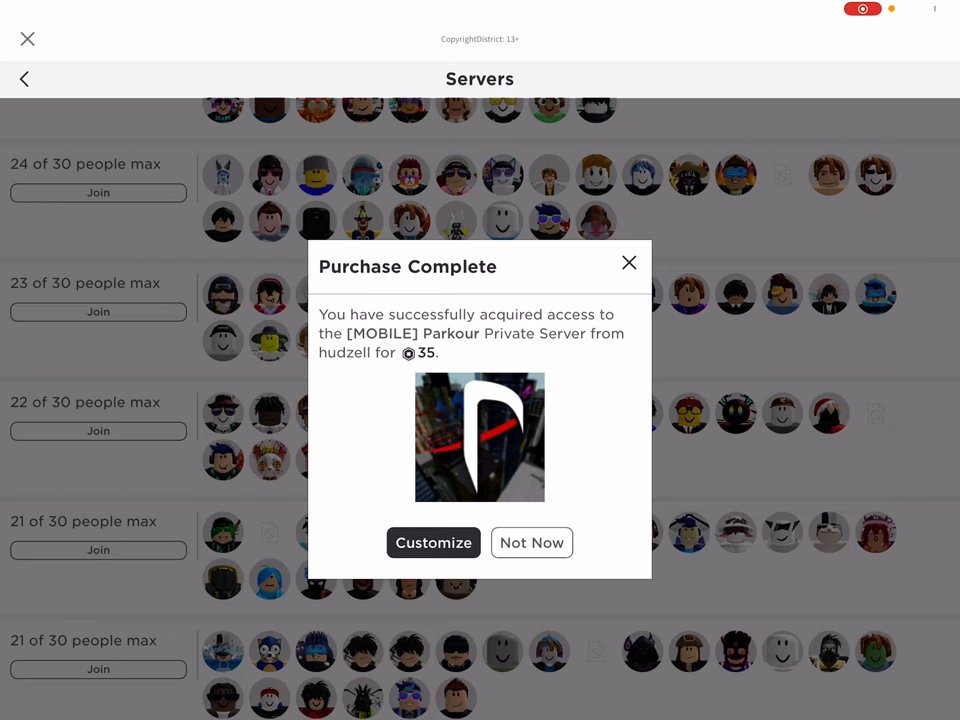 CopyrightDistrict: 13+
Servers
24 of 30 people max
Join
23 of 30 people max
Join
22 of 30 people max
Join
21 of 30 people max
Join
21 of 30 people max
Join
Purchase Complete
You have successfully acquired access to
the [MOBILE] Parkour Private Server from
hudzell for 35.
Customize
Not Now